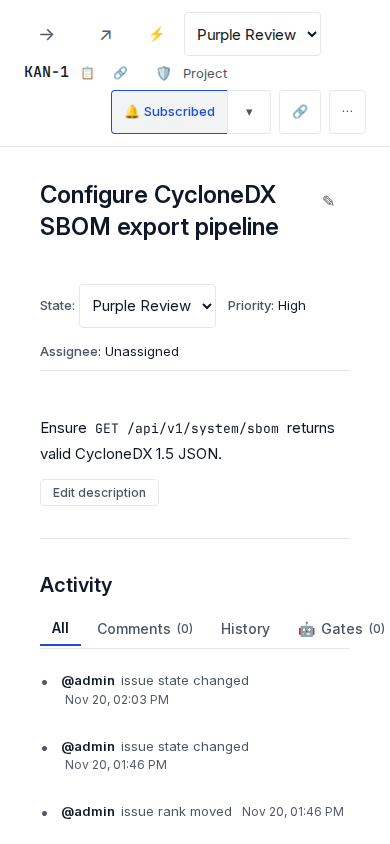 Purple Review
KAN-1 Project
Subscribed
Configure CycloneDX
SBOM export pipeline
State: Purple Review Priority: High
Assignee: Unassigned
Ensure GET /api/v1/system/sbom returns
valid CycloneDX 1.5 JSON.
Edit description
Activity
All Comments (0) History Gates (0)
@admin issue state changed
Nov 20, 02:03 PM
@admin issue state changed
Nov 20, 01:46 PM
@admin issue rank moved Nov 20, 01:46 PM